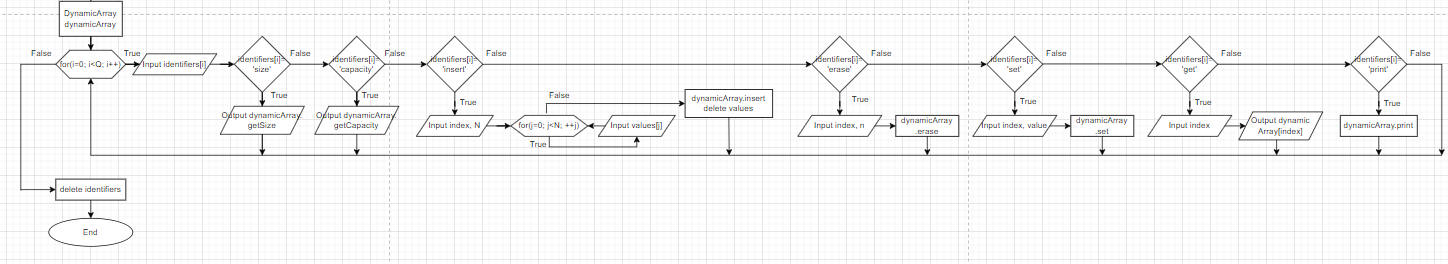 DynamicArray
dynamicArray
False
for(i=0; i<Q; i++)
True
Input identifiers[i]
identifiers[i]=
'size'
False
True
Output dynamicArray.
getSize
identifiers[i]=
'capacity'
False
True
Output dynamicArray.
getCapacity
identifiers[i]=
'insert'
False
True
Input index, N
for(j=0; j<N; ++j)
False
True
Input values[j]
dynamicArray.insert
delete values
identifiers[i]=
'erase'
False
True
Input index, n
dynamicArray
.erase
identifiers[i]=
'set'
False
True
Input index, value
dynamicArray
.set
identifiers[i]=
'get'
False
True
Input index
Output dynamic
Array[index]
identifiers[i]=
'print'
False
True
dynamicArray.print
delete identifiers
End